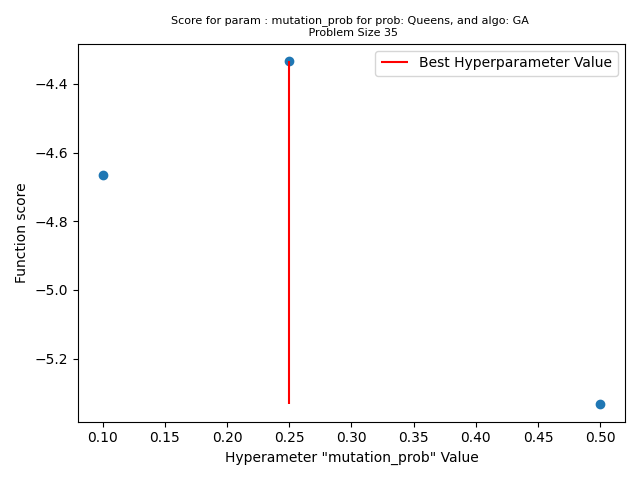 Score for param : mutation_prob for prob: Queens, and algo: GA
Problem Size 35
Best Hyperparameter Value
Function score
−4.4
−4.6
−4.8
−5.0
−5.2
0.10 0.15 0.20 0.25 0.30 0.35 0.40 0.45 0.50
Hyperameter "mutation_prob" Value